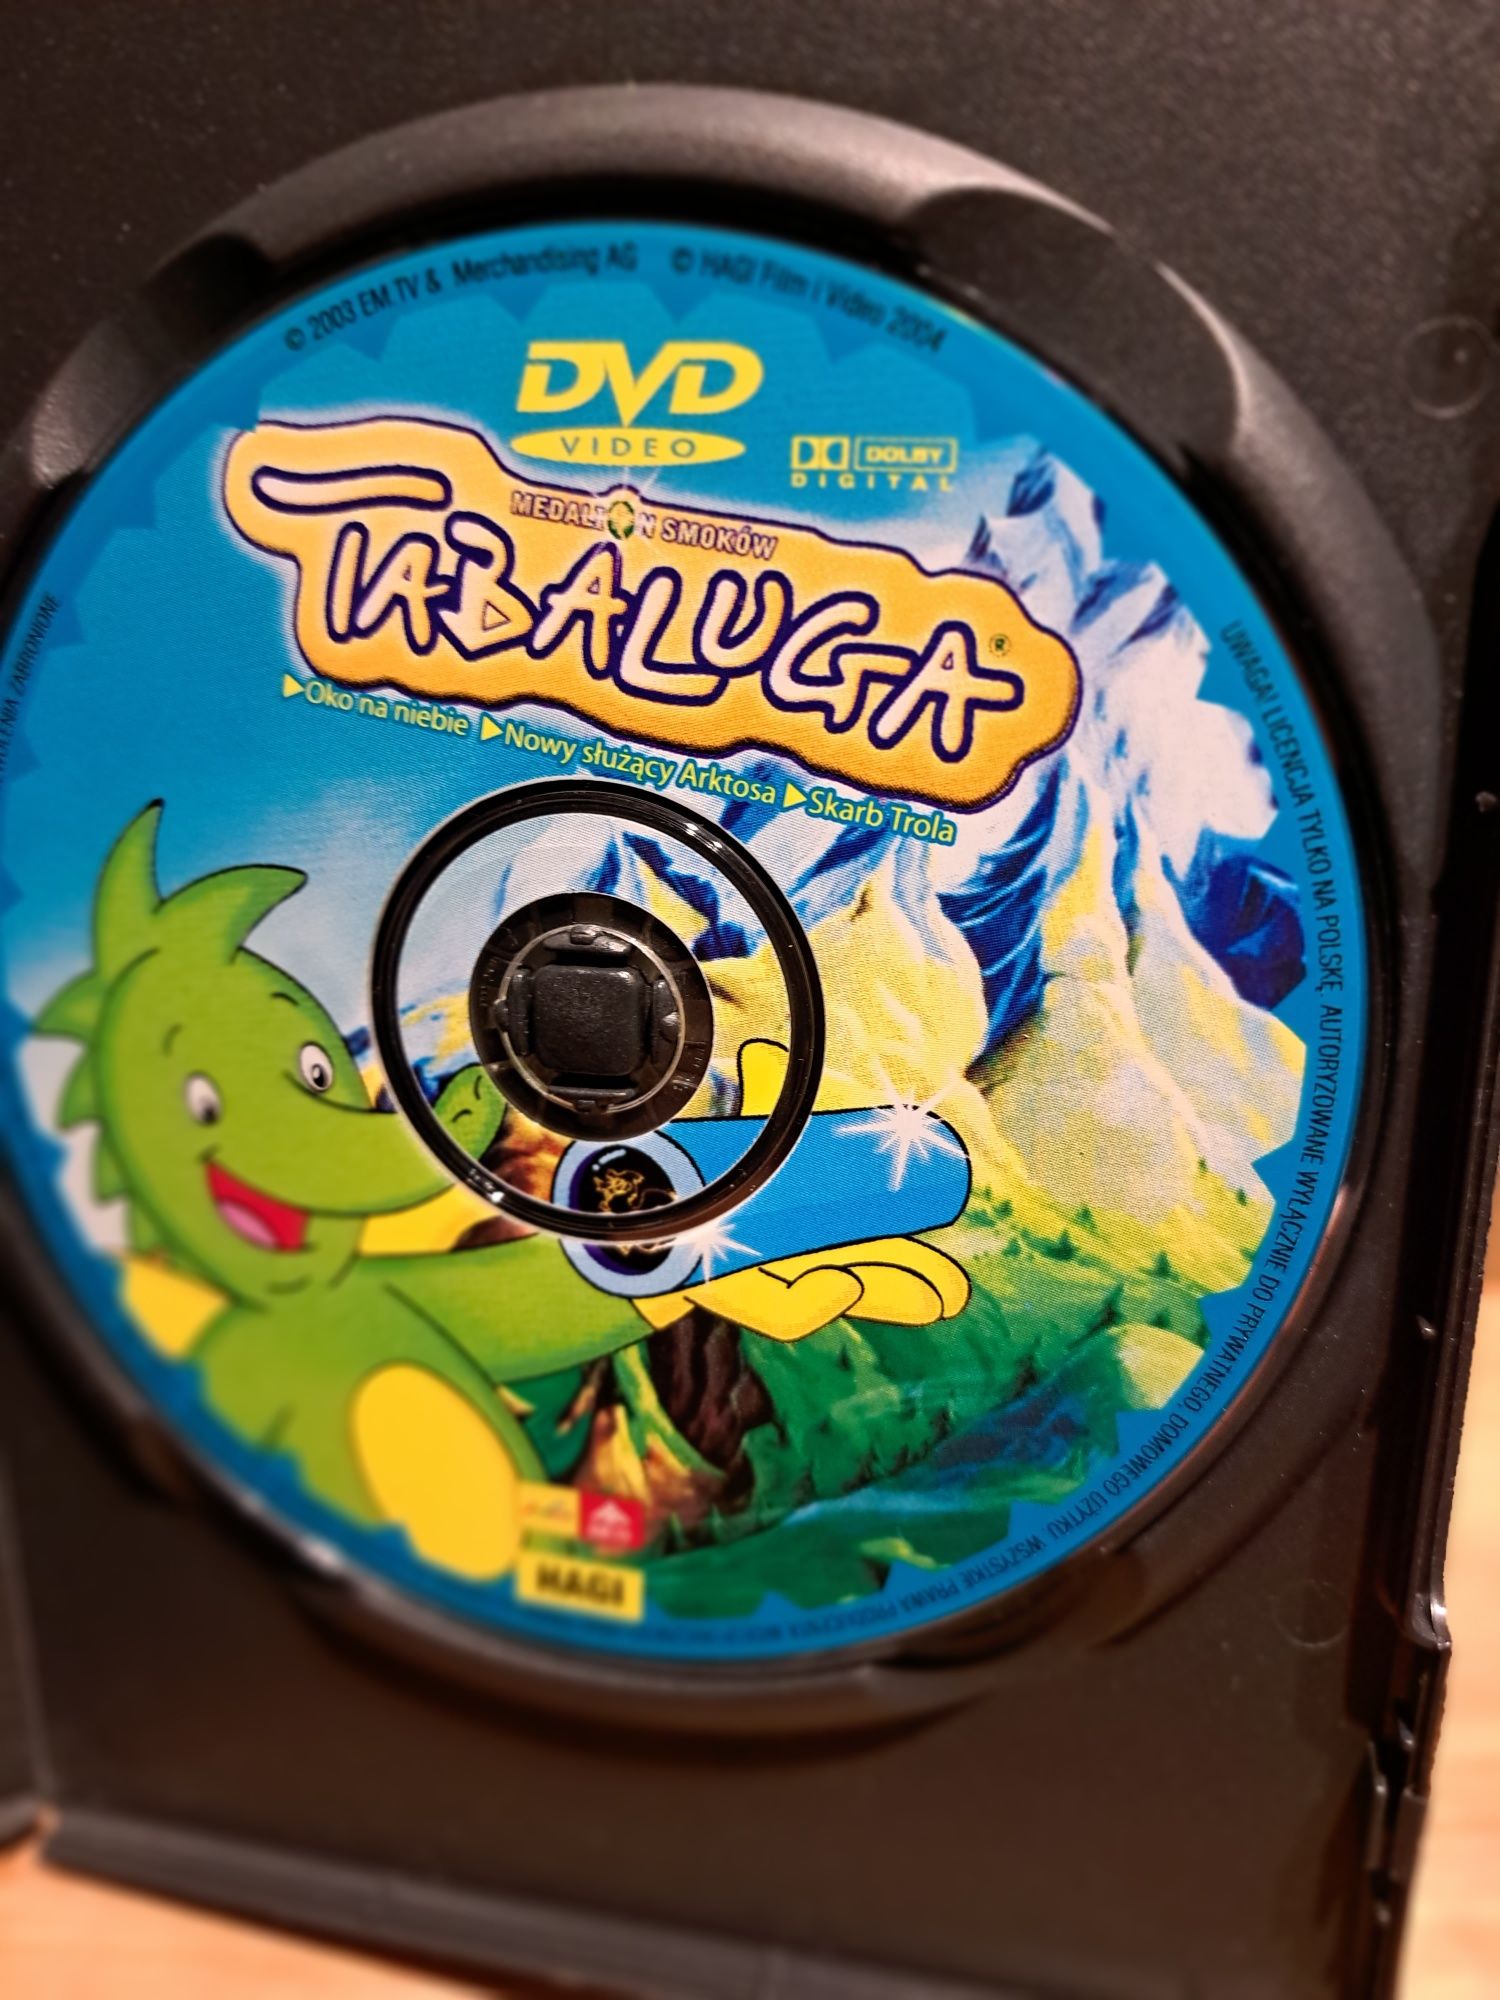 © 2003 EM.TV & Merchandising AG © HAGI Film i Video 2004
DVD
VIDEO
DOLBY
DIGITAL
MEDALION SMOKÓW
TABALUGA®
▶Oko na niebie ▶Nowy służący Arktosa ▶Skarb Trola
UWAGA! LICENCJA TYLKO NA POLSKĘ. AUTORYZOWANE WYŁĄCZNIE DO PRYWATNEGO, DOMOWEGO UŻYTKU. WSZYSTKIE PRAWA PRODUCENTA
ZABRONIONE
HAGI